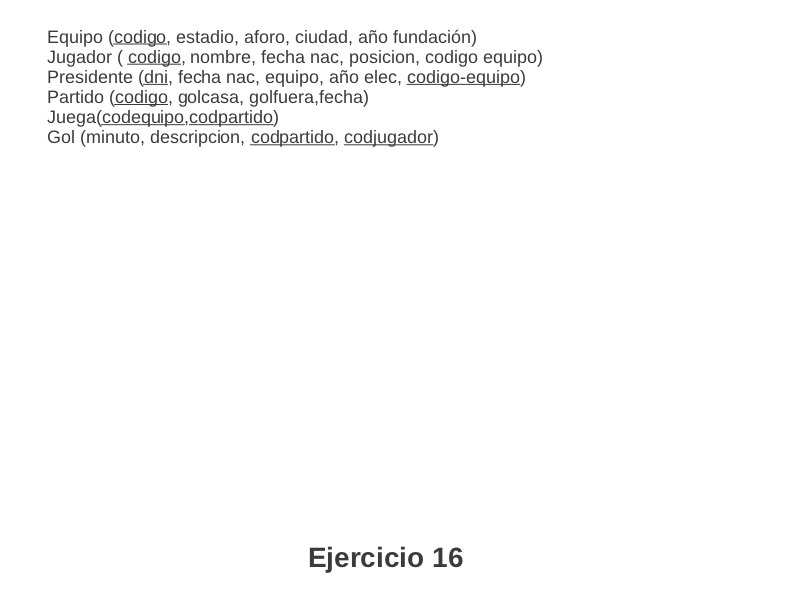 Equipo (codigo, estadio, aforo, ciudad, año fundación)
Jugador ( codigo, nombre, fecha nac, posicion, codigo equipo)
Presidente (dni, fecha nac, equipo, año elec, codigo-equipo)
Partido (codigo, golcasa, golfuera,fecha)
Juega(codequipo,codpartido)
Gol (minuto, descripcion, codpartido, codjugador)
Ejercicio 16